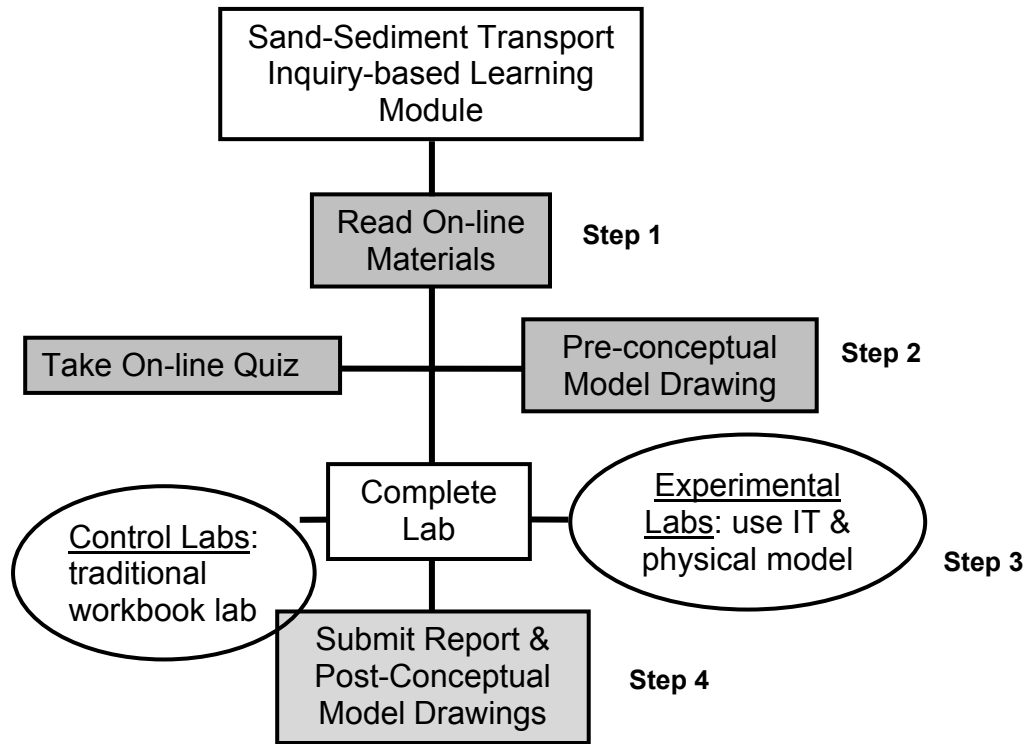 Sand-Sediment Transport
Inquiry-based Learning
Module
Read On-line
Materials
Step 1
Take On-line Quiz
Pre-conceptual
Model Drawing
Step 2
Complete
Lab
Control Labs:
traditional
workbook lab
Experimental
Labs: use IT &
physical model
Step 3
Submit Report &
Post-Conceptual
Model Drawings
Step 4